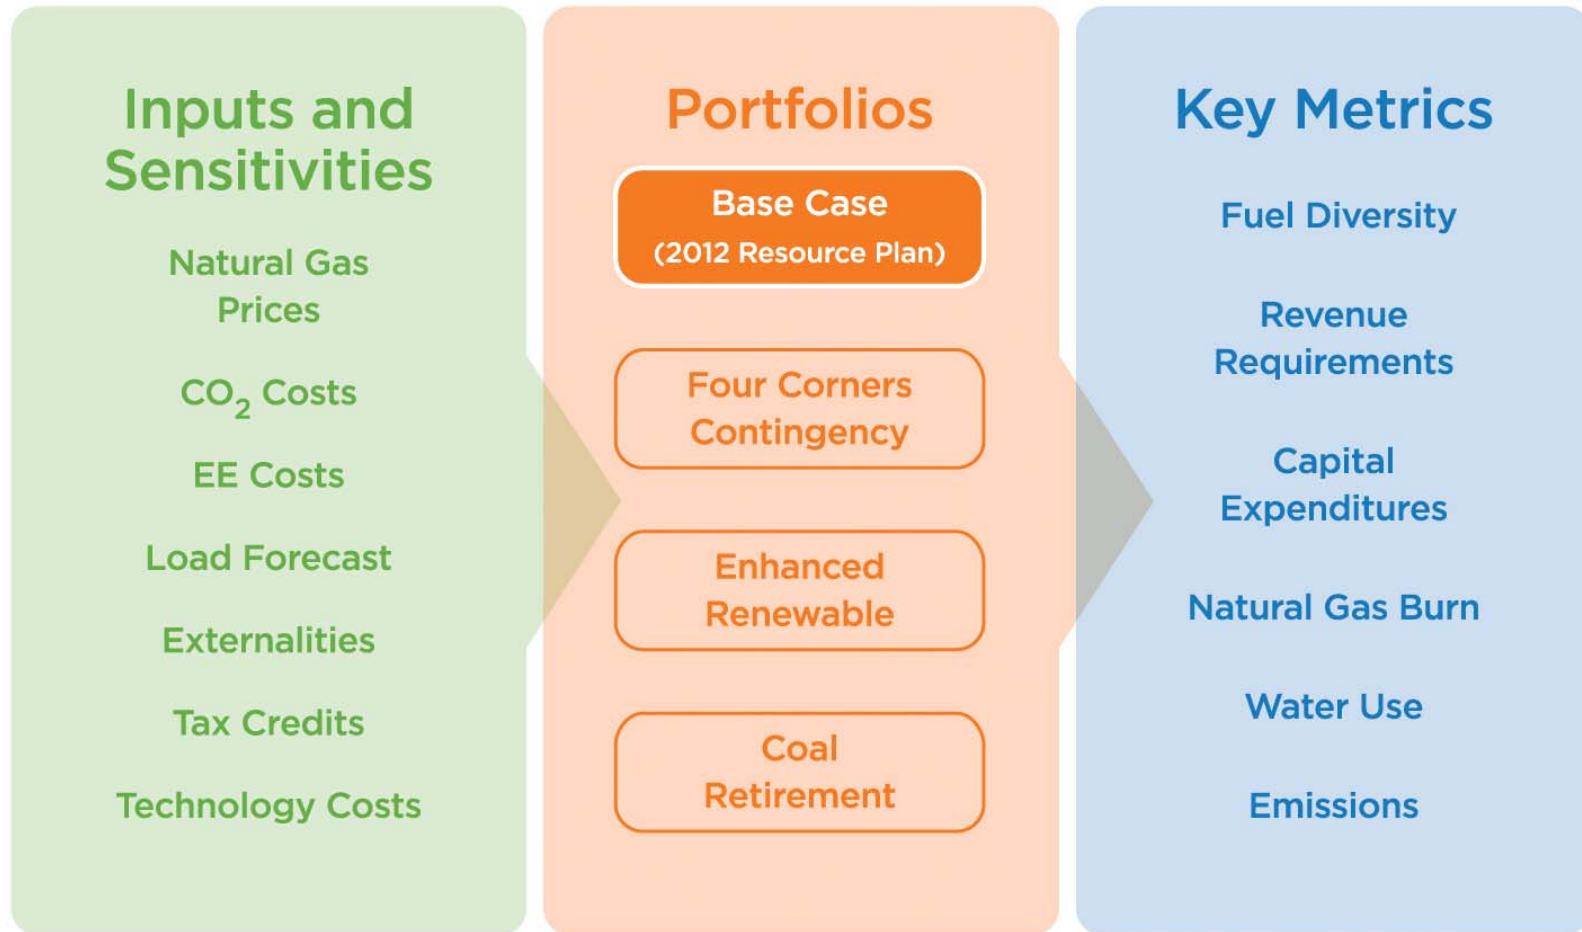 Inputs and
Sensitivities
Natural Gas
Prices
CO₂ Costs
EE Costs
Load Forecast
Externalities
Tax Credits
Technology Costs
Portfolios
Base Case
(2012 Resource Plan)
Four Corners
Contingency
Enhanced
Renewable
Coal
Retirement
Key Metrics
Fuel Diversity
Revenue
Requirements
Capital
Expenditures
Natural Gas Burn
Water Use
Emissions